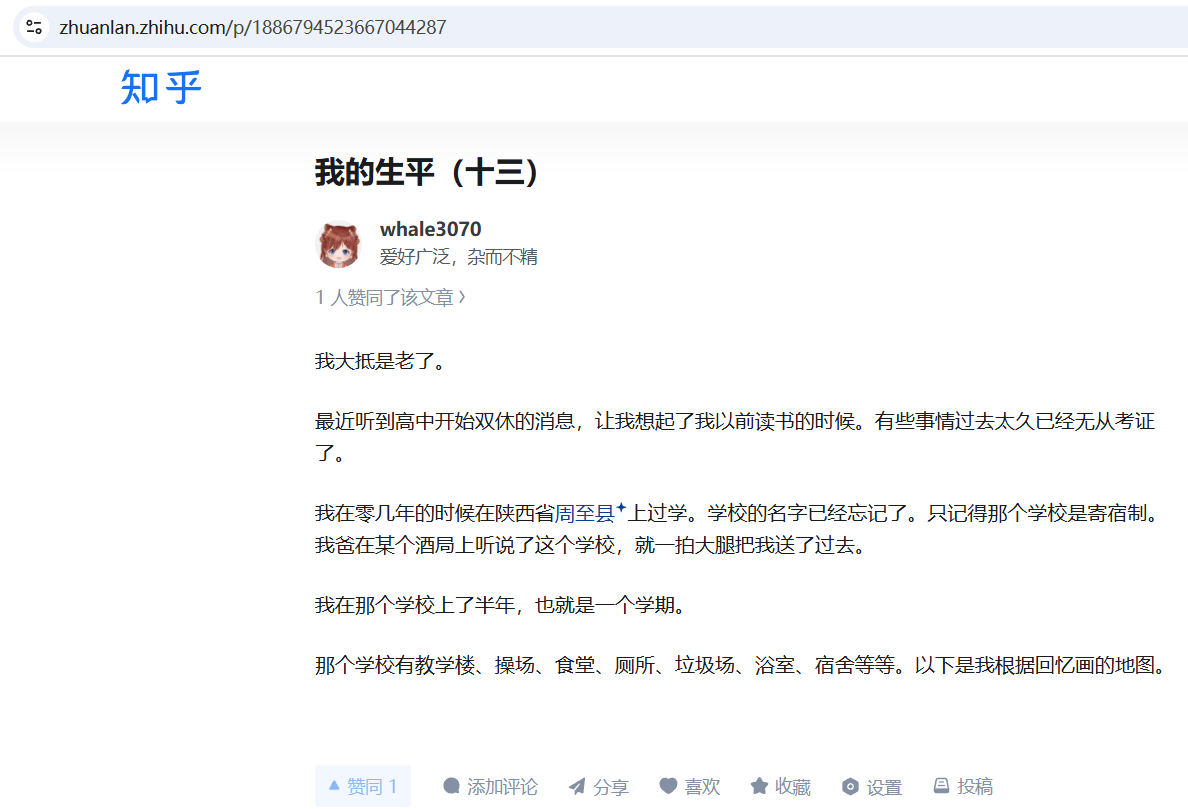 zhuanlan.zhihu.com/p/1886794523667044287
知乎
我的生平（十三）
whale3070
爱好广泛，杂而不精
1 人赞同了该文章 ›
我大抵是老了。
最近听到高中开始双休的消息，让我想起了我以前读书的时候。有些事情过去太久已经无从考证
了。
我在零几年的时候在陕西省周至县上过学。学校的名字已经忘记了。只记得那个学校是寄宿制。
我爸在某个酒局上听说了这个学校，就一拍大腿把我送了过去。
我在那个学校上了半年，也就是一个学期。
那个学校有教学楼、操场、食堂、厕所、垃圾场、浴室、宿舍等等。以下是我根据回忆画的地图。
赞同 1 添加评论 分享 喜欢 收藏 设置 投稿